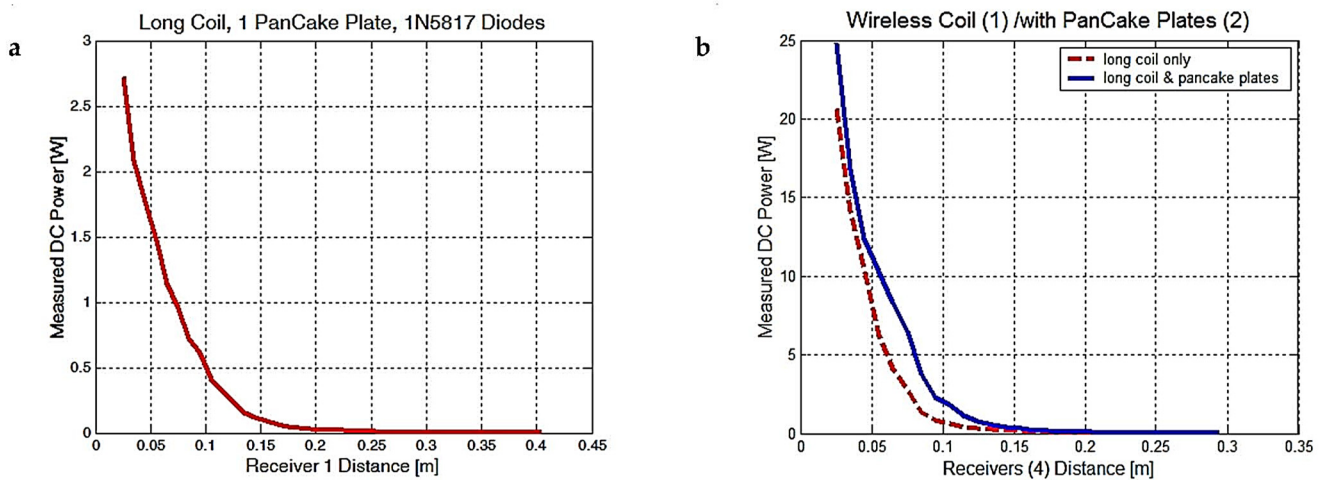 a
Long Coil, 1 PanCake Plate, 1N5817 Diodes
Measured DC Power [W]
3
2.5
2
1.5
1
0.5
0
0 0.05 0.1 0.15 0.2 0.25 0.3 0.35 0.4 0.45
Receiver 1 Distance [m]
b
Wireless Coil (1) /with PanCake Plates (2)
long coil only
long coil & pancake plates
Measured DC Power [W]
25
20
15
10
5
0
0 0.05 0.1 0.15 0.2 0.25 0.3 0.35
Receivers (4) Distance [m]